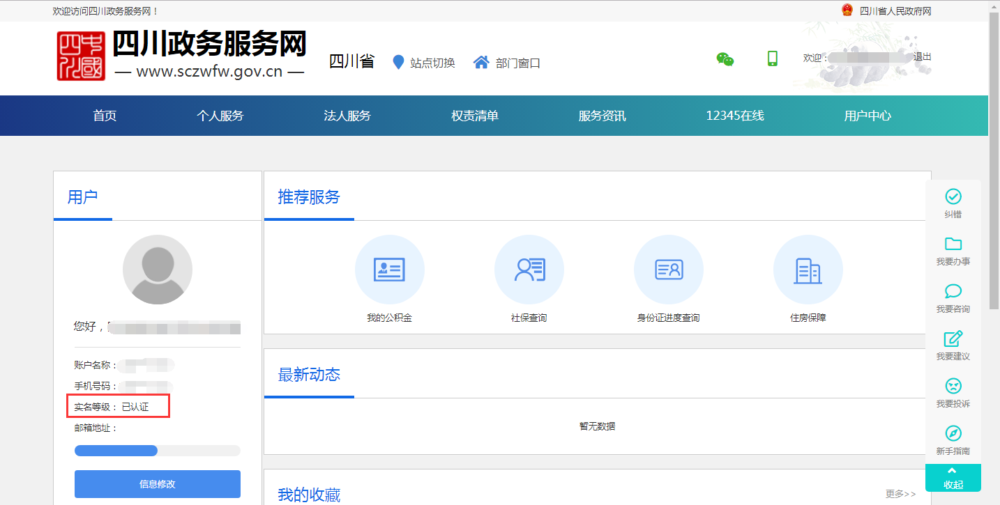 欢迎访问四川政务服务网！
四川省人民政府网
四川政务服务网
— www.sczwfw.gov.cn —
四川省
站点切换
部门窗口
欢迎：
退出
首页
个人服务
法人服务
权责清单
服务资讯
12345在线
用户中心
用户
您好，
账户名称：
手机号码：
实名等级： 已认证
邮箱地址：
信息修改
推荐服务
我的公积金
社保查询
身份证进度查询
住房保障
最新动态
暂无数据
我的收藏
更多>>
纠错
我要办事
我要咨询
我要建议
我要投诉
新手指南
收起